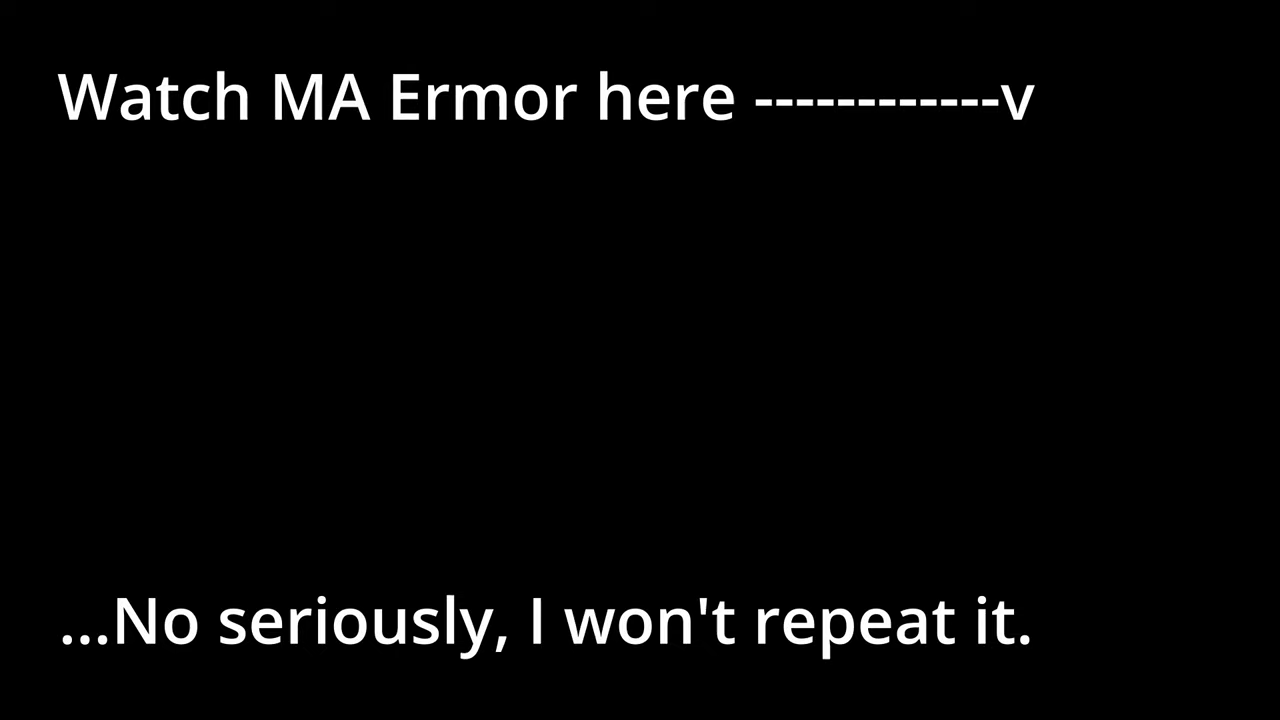 Watch MA Ermor here ------------v
...No seriously, I won't repeat it.